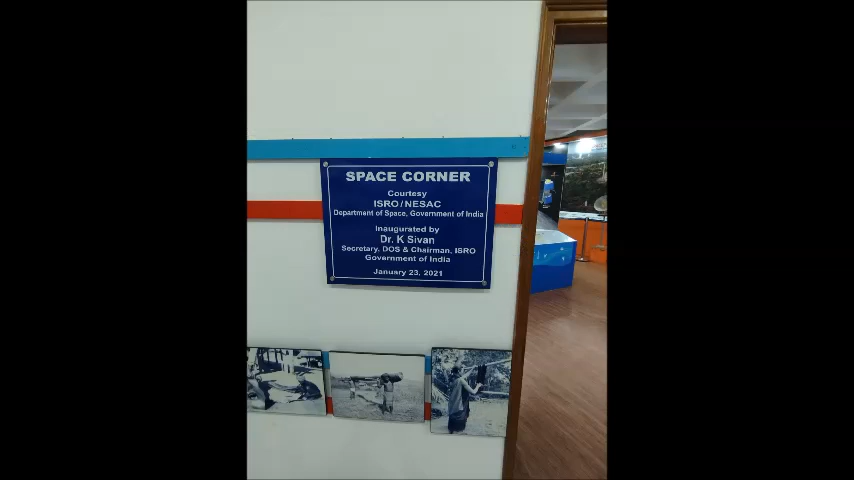 SPACE CORNER
Courtesy
ISRO/NESAC
Department of Space, Government of India
Inaugurated by
Dr. K Sivan
Secretary, DOS & Chairman, ISRO
Government of India
January 23, 2021